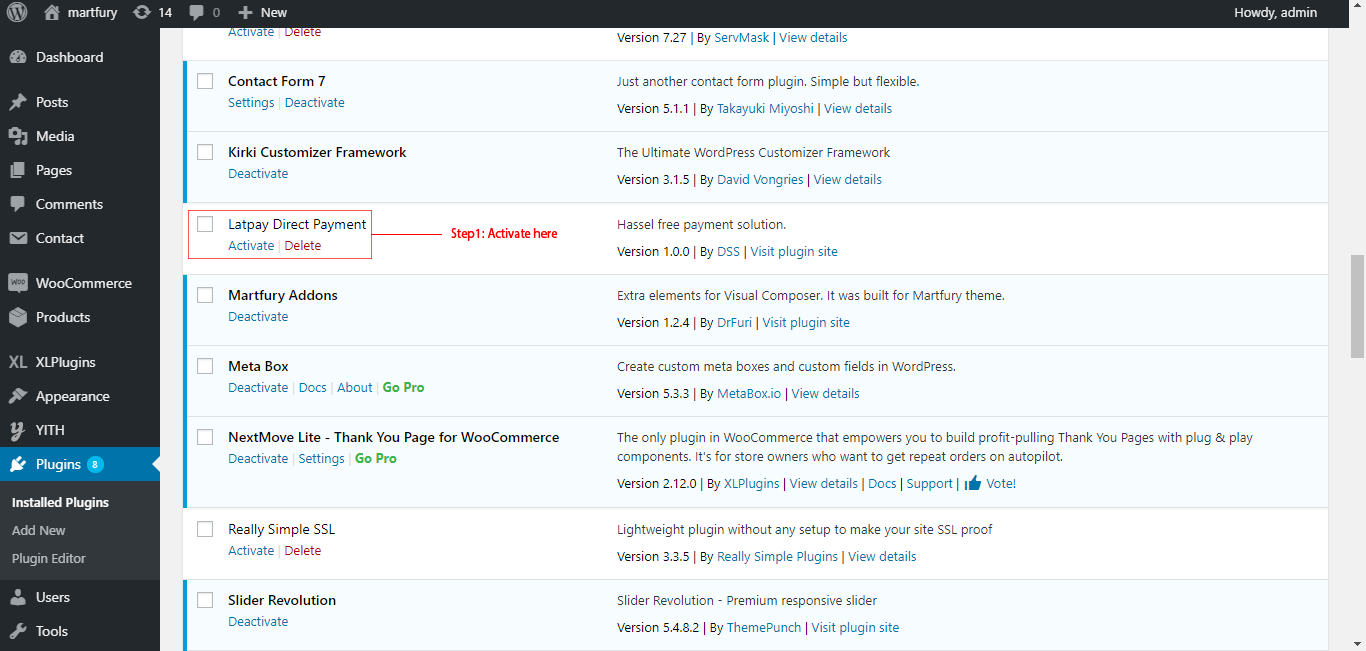 martfury 14 0 New Howdy, admin
Dashboard
Posts
Media
Pages
Comments
Contact
WOO WooCommerce
Products
XL XLPlugins
Appearance
YITH
Plugins 8
Installed Plugins
Add New
Plugin Editor
Users
Tools
Activate | Delete
Version 7.27 | By ServMask | View details
Contact Form 7
Settings | Deactivate
Just another contact form plugin. Simple but flexible.
Version 5.1.1 | By Takayuki Miyoshi | View details
Kirki Customizer Framework
Deactivate
The Ultimate WordPress Customizer Framework
Version 3.1.5 | By David Vongries | View details
Latpay Direct Payment
Activate | Delete
Step1: Activate here
Hassel free payment solution.
Version 1.0.0 | By DSS | Visit plugin site
Martfury Addons
Deactivate
Extra elements for Visual Composer. It was built for Martfury theme.
Version 1.2.4 | By DrFuri | Visit plugin site
Meta Box
Deactivate | Docs | About | Go Pro
Create custom meta boxes and custom fields in WordPress.
Version 5.3.3 | By MetaBox.io | View details
NextMove Lite - Thank You Page for WooCommerce
Deactivate | Settings | Go Pro
The only plugin in WooCommerce that empowers you to build profit-pulling Thank You Pages with plug & play
components. It's for store owners who want to get repeat orders on autopilot.
Version 2.12.0 | By XLPlugins | View details | Docs | Support | Vote!
Really Simple SSL
Activate | Delete
Lightweight plugin without any setup to make your site SSL proof
Version 3.3.5 | By Really Simple Plugins | View details
Slider Revolution
Deactivate
Slider Revolution - Premium responsive slider
Version 5.4.8.2 | By ThemePunch | Visit plugin site